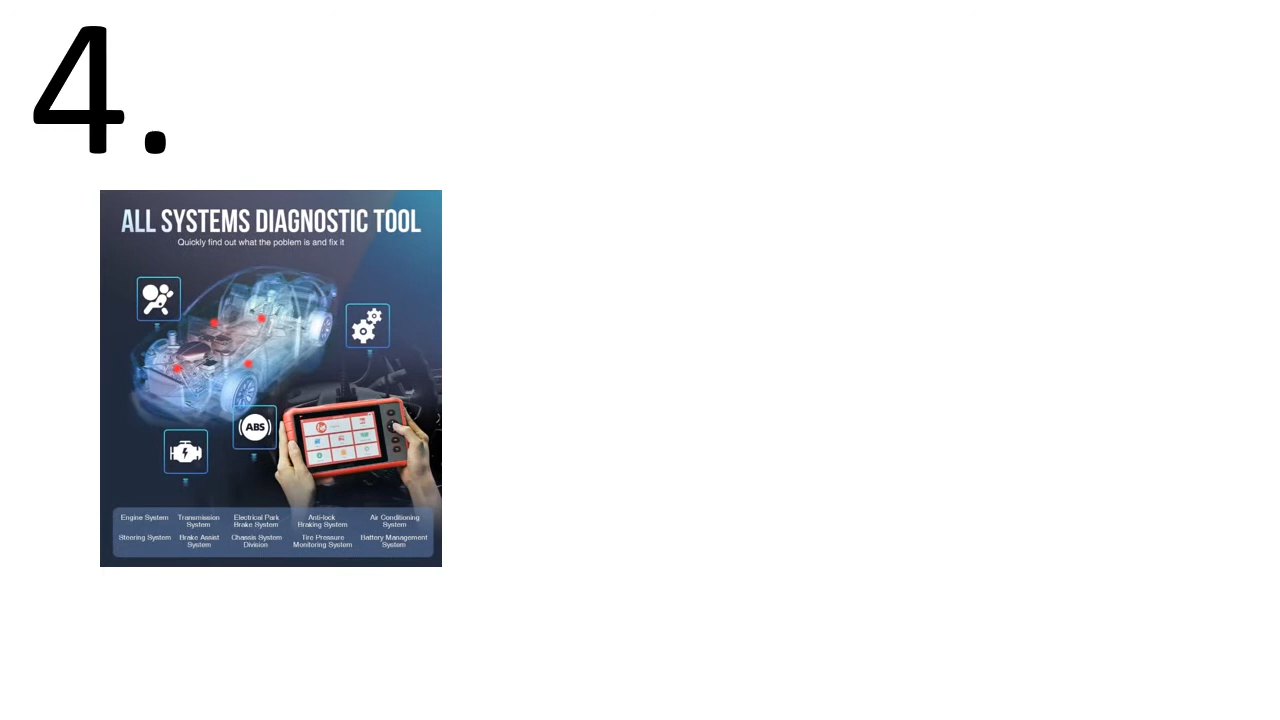 4.
ALL SYSTEMS DIAGNOSTIC TOOL
Quickly find out what the poblem is and fix it
ABS
Engine System
Transmission
System
Electrical Park
Brake System
Anti-lock
Braking System
Air Conditioning
System
Steering System
Brake Assist
System
Chassis System
Division
Tire Pressure
Monitoring System
Battary Management
System